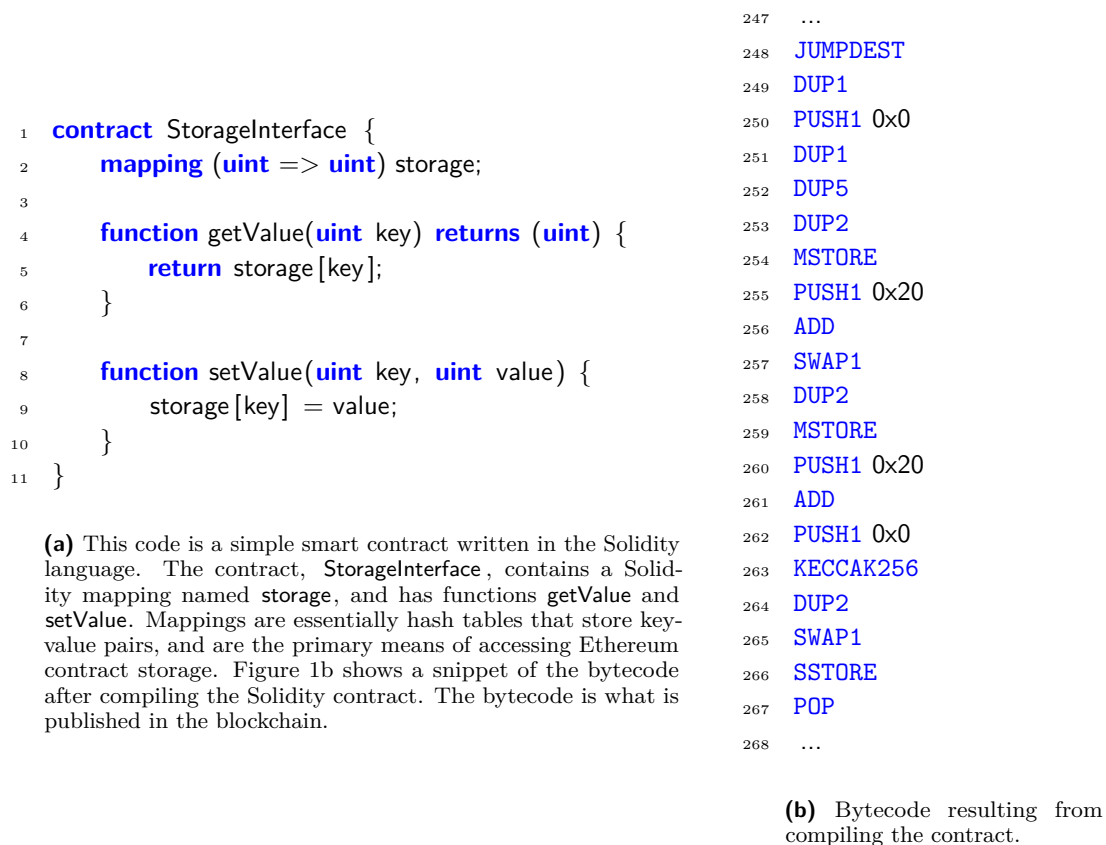 1 contract StorageInterface {
2 mapping (uint => uint) storage;
3
4 function getValue(uint key) returns (uint) {
5 return storage[key];
6 }
7
8 function setValue(uint key, uint value) {
9 storage[key] = value;
10 }
11 }
(a) This code is a simple smart contract written in the Solidity
language. The contract, StorageInterface, contains a Solid-
ity mapping named storage, and has functions getValue and
setValue. Mappings are essentially hash tables that store key-
value pairs, and are the primary means of accessing Ethereum
contract storage. Figure 1b shows a snippet of the bytecode
after compiling the Solidity contract. The bytecode is what is
published in the blockchain.
247 ...
248 JUMPDEST
249 DUP1
250 PUSH1 0x0
251 DUP1
252 DUP5
253 DUP2
254 MSTORE
255 PUSH1 0x20
256 ADD
257 SWAP1
258 DUP2
259 MSTORE
260 PUSH1 0x20
261 ADD
262 PUSH1 0x0
263 KECCAK256
264 DUP2
265 SWAP1
266 SSTORE
267 POP
268 ...
(b) Bytecode resulting from
compiling the contract.